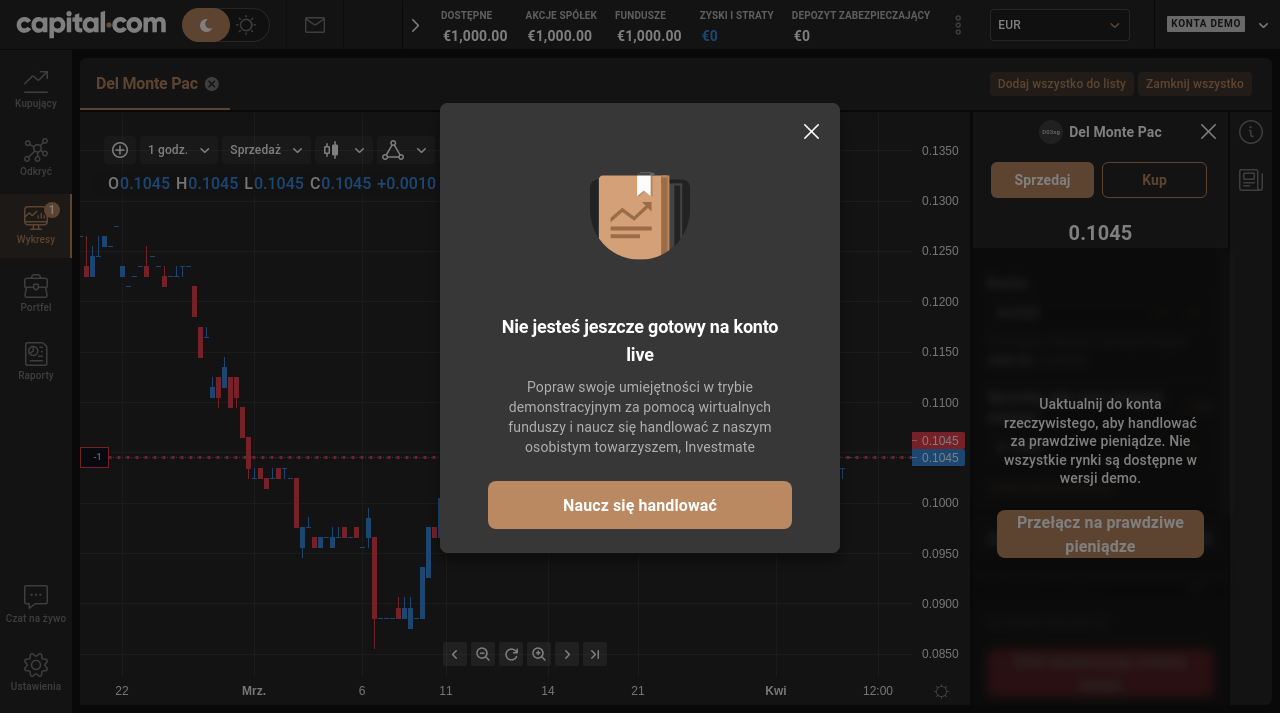 capital.com
DOSTĘPNE
AKCJE SPÓŁEK
FUNDUSZE
ZYSKI I STRATY
DEPOZYT ZABEZPIECZAJĄCY
€1,000.00
€1,000.00
€1,000.00
€0
€0
EUR
KONTA DEMO
Kupujący
Odkryć
1
Wykresy
Portfel
Raporty
Czat na żywo
Ustawienia
Del Monte Pac
Dodaj wszystko do listy
Zamknij wszystko
1 godz.
Sprzedaż
O0.1045 H0.1045 L0.1045 C0.1045 +0.0010
-1
0.1350
0.1300
0.1250
0.1200
0.1150
0.1100
0.1045
0.1045
0.1000
0.0950
0.0900
0.0850
22
Mrz.
6
11
14
21
Kwi
12:00
Nie jesteś jeszcze gotowy na konto
live
Popraw swoje umiejętności w trybie
demonstracyjnym za pomocą wirtualnych
funduszy i naucz się handlować z naszym
osobistym towarzyszem, Investmate
Naucz się handlować
Del Monte Pac
Sprzedaj
Kup
0.1045
Uaktualnij do konta
rzeczywistego, aby handlować
za prawdziwe pieniądze. Nie
wszystkie rynki są dostępne w
wersji demo.
Przełącz na prawdziwe
pieniądze